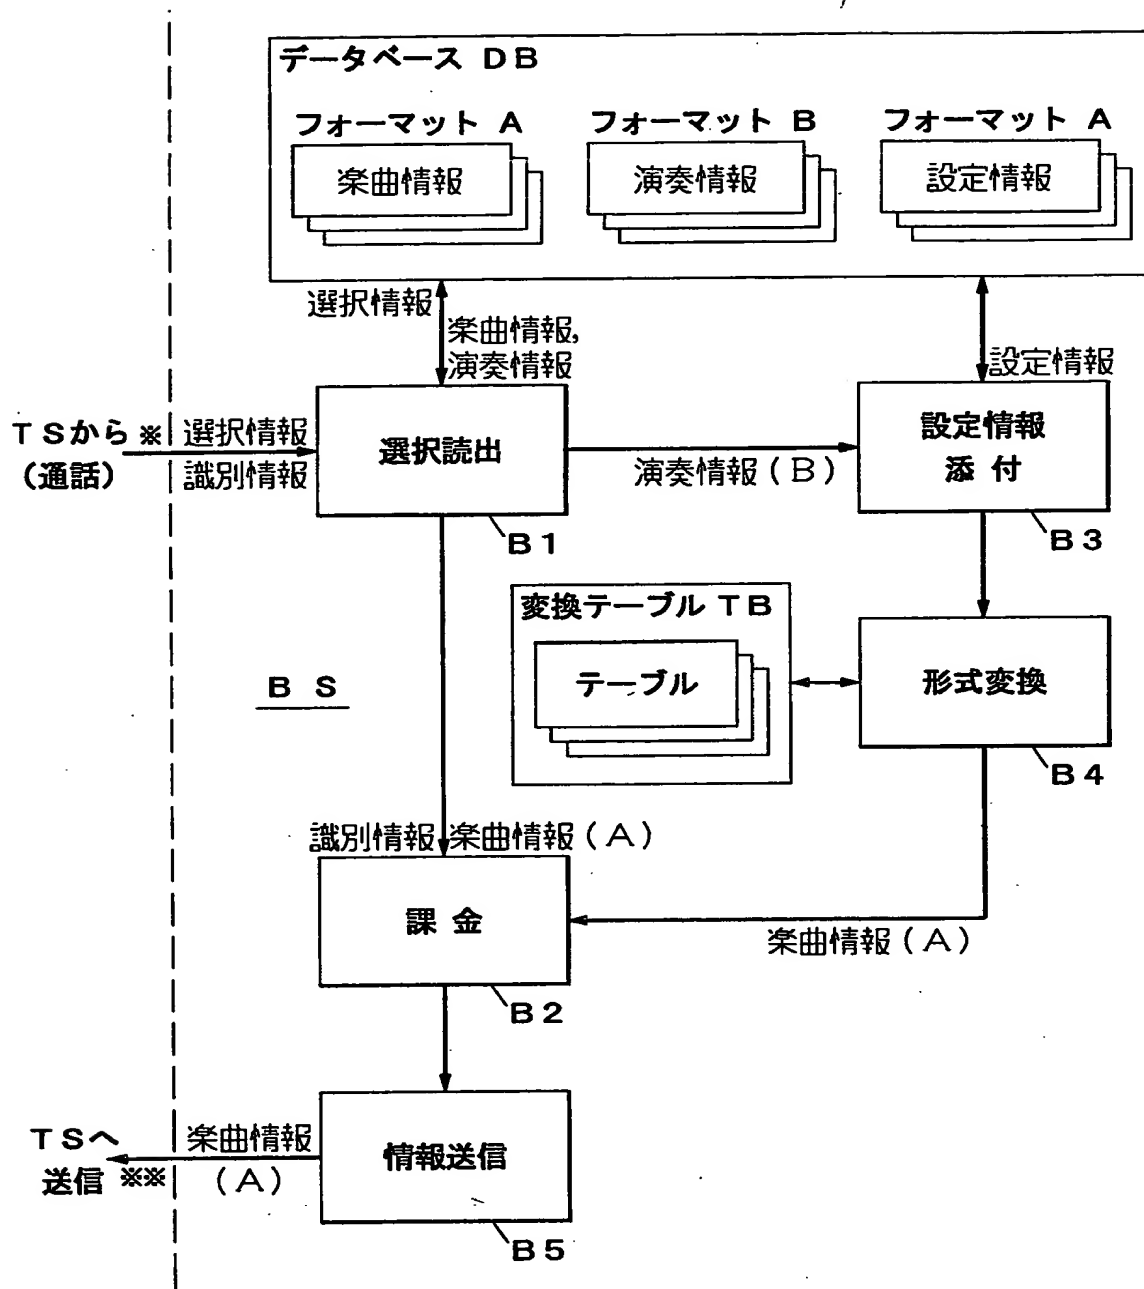 データベース DB
フォーマット A
フォーマット B
フォーマット A
楽曲情報
演奏情報
設定情報
選択情報
楽曲情報,
演奏情報
設定情報
TSから ※
(通話)
選択情報
識別情報
選択読出
B1
演奏情報(B)
設定情報
添付
B3
変換テーブル TB
テーブル
形式変換
B4
BS
識別情報
楽曲情報(A)
課金
B2
楽曲情報(A)
TSへ
送信 ※※
楽曲情報
(A)
情報送信
B5